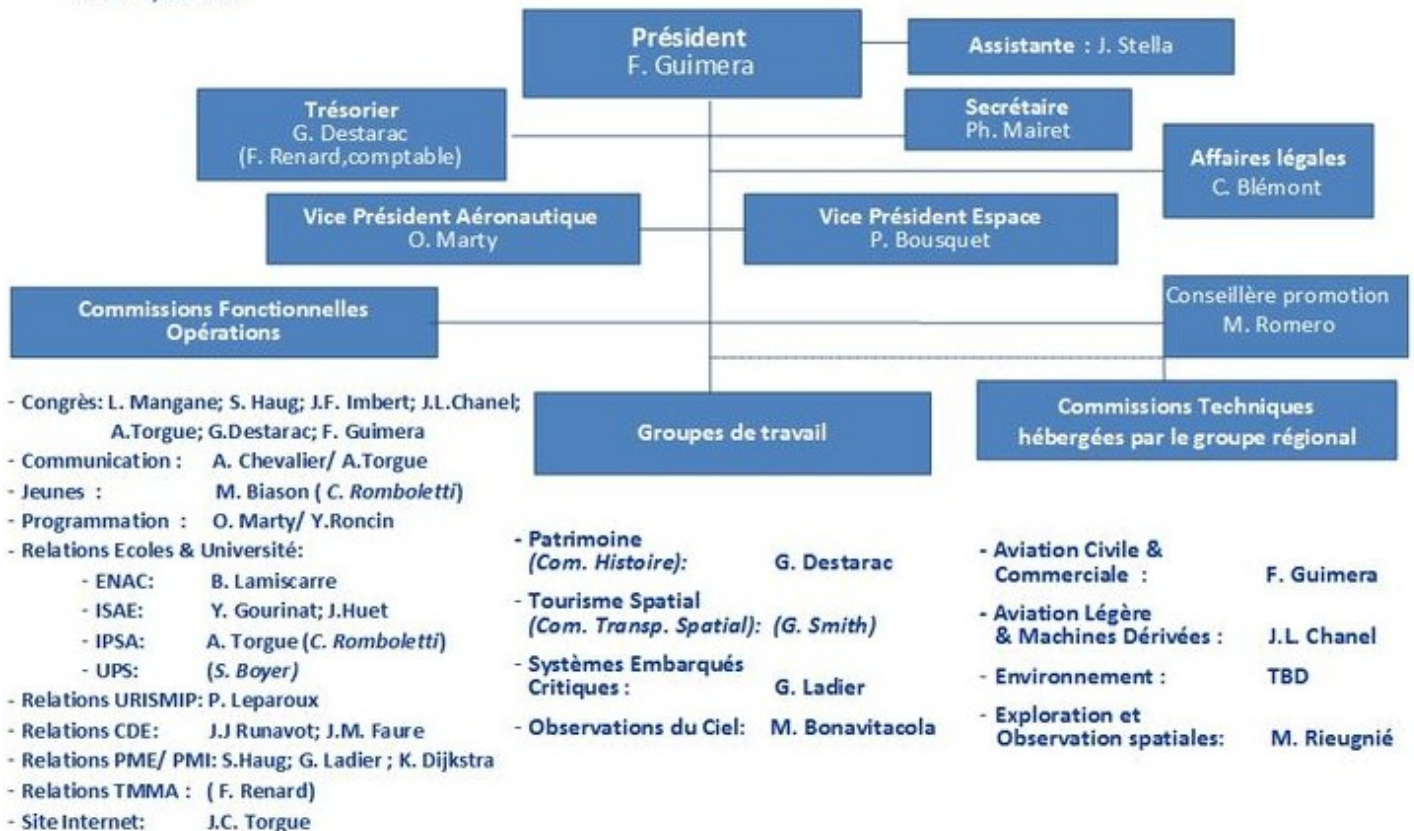 Président
F. Guimera
Assistante : J. Stella
Trésorier
G. Destarac
(F. Renard,comptable)
Secrétaire
Ph. Mairet
Affaires légales
C. Blémont
Vice Président Aéronautique
O. Marty
Vice Président Espace
P. Bousquet
Commissions Fonctionnelles
Opérations
Conseillère promotion
M. Romero
- Congrès: L. Mangane; S. Haug; J.F. Imbert; J.L.Chanel;
A.Torgue; G.Destarac; F. Guimera
- Communication : A. Chevalier/ A.Torgue
- Jeunes : M. Biason ( C. Romboletti)
- Programmation : O. Marty/ Y.Roncin
- Relations Ecoles & Université:
- ENAC: B. Lamiscarre
- ISAE: Y. Gourinat; J.Huet
- IPSA: A. Torgue (C. Romboletti)
- UPS: (S. Boyer)
- Relations URISMIP: P. Leparoux
- Relations CDE: J.J Runavot; J.M. Faure
- Relations PME/ PMI: S.Haug; G. Ladier ; K. Dijkstra
- Relations TMMA : ( F. Renard)
- Site Internet: J.C. Torgue
Groupes de travail
- Patrimoine
(Com. Histoire): G. Destarac
- Tourisme Spatial
(Com. Transp. Spatial): (G. Smith)
- Systèmes Embarqués
Critiques : G. Ladier
- Observations du Ciel: M. Bonavitacola
Commissions Techniques
hébergées par le groupe régional
- Aviation Civile &
Commerciale : F. Guimera
- Aviation Légère
& Machines Dérivées : J.L. Chanel
- Environnement : TBD
- Exploration et
Observation spatiales: M. Rieugnié